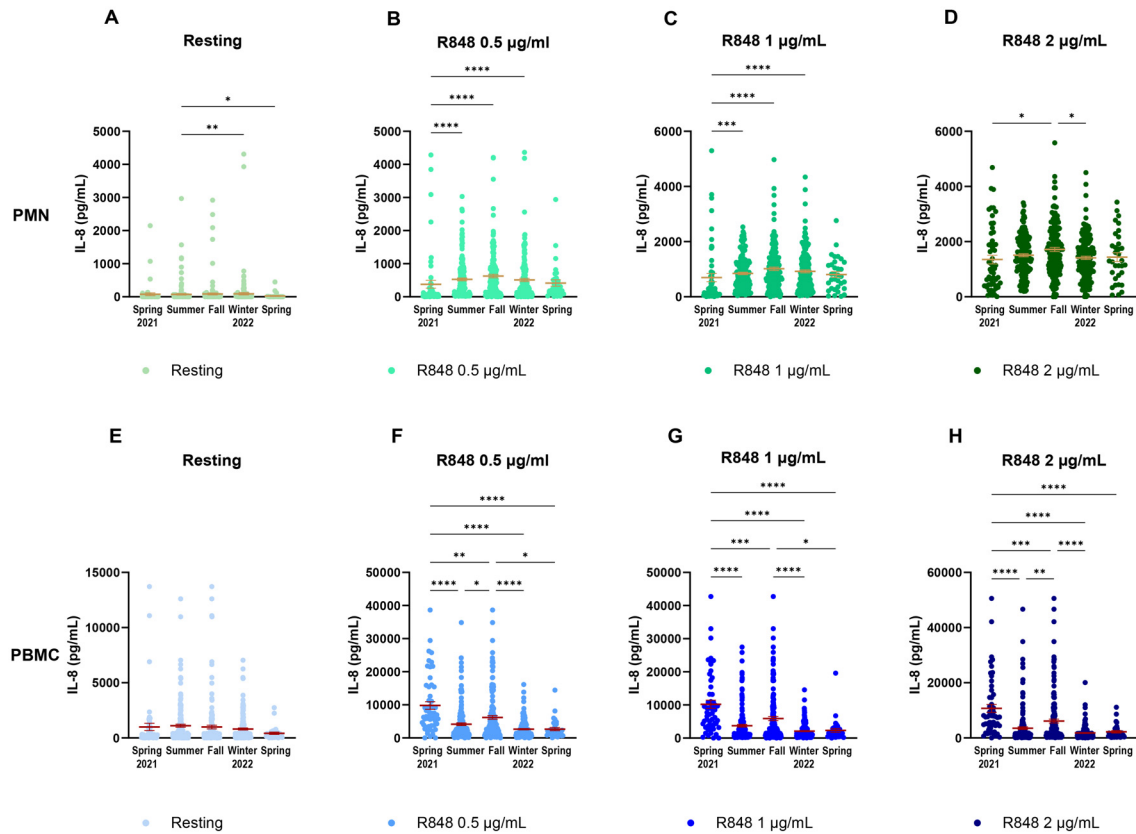 A
Resting
*
**
5000
4000
3000
2000
1000
0
IL-8 (pg/mL)
Spring Summer Fall Winter Spring
2021 2022
Resting
B
R848 0.5 µg/ml
****
****
****
5000
4000
3000
2000
1000
0
IL-8 (pg/mL)
Spring Summer Fall Winter Spring
2021 2022
R848 0.5 µg/mL
C
R848 1 µg/mL
****
****
***
6000
4000
2000
0
IL-8 (pg/mL)
Spring Summer Fall Winter Spring
2021 2022
R848 1 µg/mL
D
R848 2 µg/mL
* *
6000
4000
2000
0
IL-8 (pg/mL)
Spring Summer Fall Winter Spring
2021 2022
R848 2 µg/mL
PMN
E
Resting
15000
10000
5000
0
IL-8 (pg/mL)
Spring Summer Fall Winter Spring
2021 2022
Resting
F
R848 0.5 µg/ml
****
****
** *
**** * ****
50000
40000
30000
20000
10000
0
IL-8 (pg/mL)
Spring Summer Fall Winter Spring
2021 2022
R848 0.5 µg/mL
G
R848 1 µg/mL
****
****
*** *
**** ****
50000
40000
30000
20000
10000
0
IL-8 (pg/mL)
Spring Summer Fall Winter Spring
2021 2022
R848 1 µg/mL
H
R848 2 µg/mL
****
****
*** ****
**** **
60000
40000
20000
0
IL-8 (pg/mL)
Spring Summer Fall Winter Spring
2021 2022
R848 2 µg/mL
PBMC